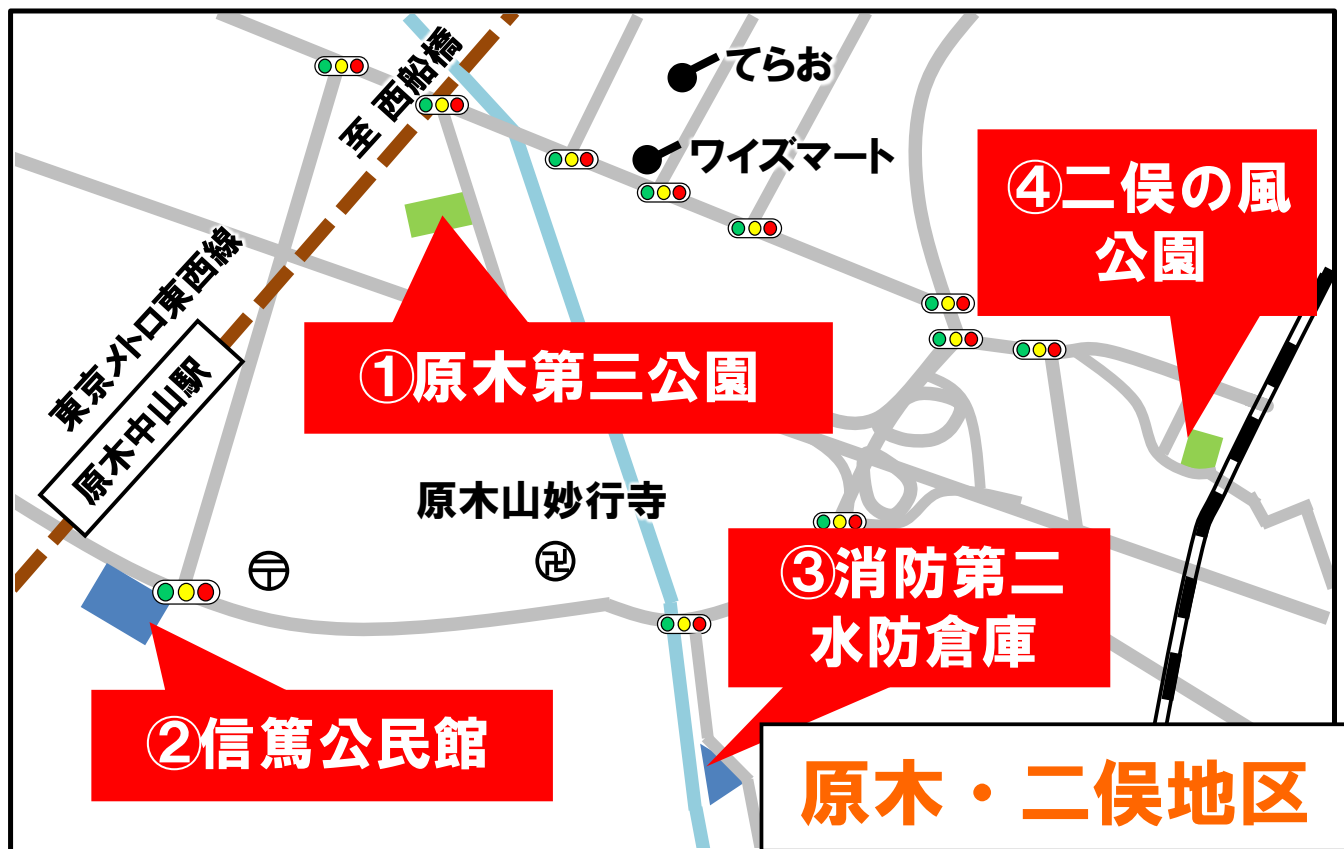 至 西船橋
てらお
ワイズマート
④二俣の風
公園
東京メトロ東西線
原木中山駅
①原木第三公園
原木山妙行寺
〒
卍
③消防第二
水防倉庫
②信篤公民館
原木・二俣地区